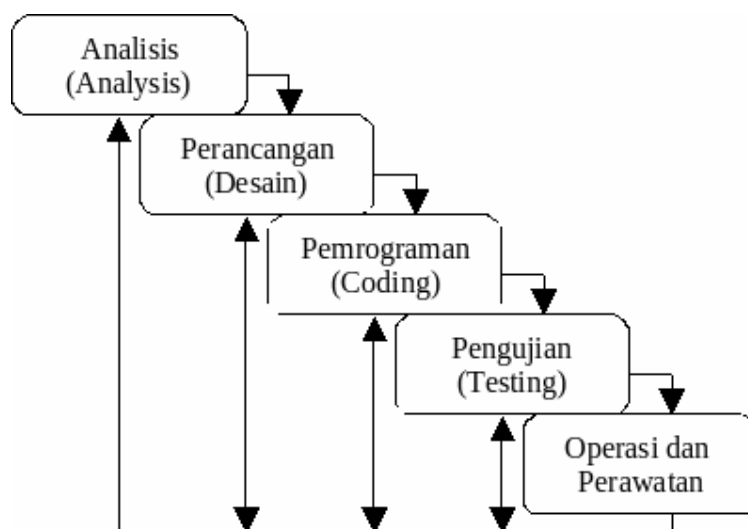 Analisis
(Analysis)
Perancangan
(Desain)
Pemrograman
(Coding)
Pengujian
(Testing)
Operasi dan
Perawatan